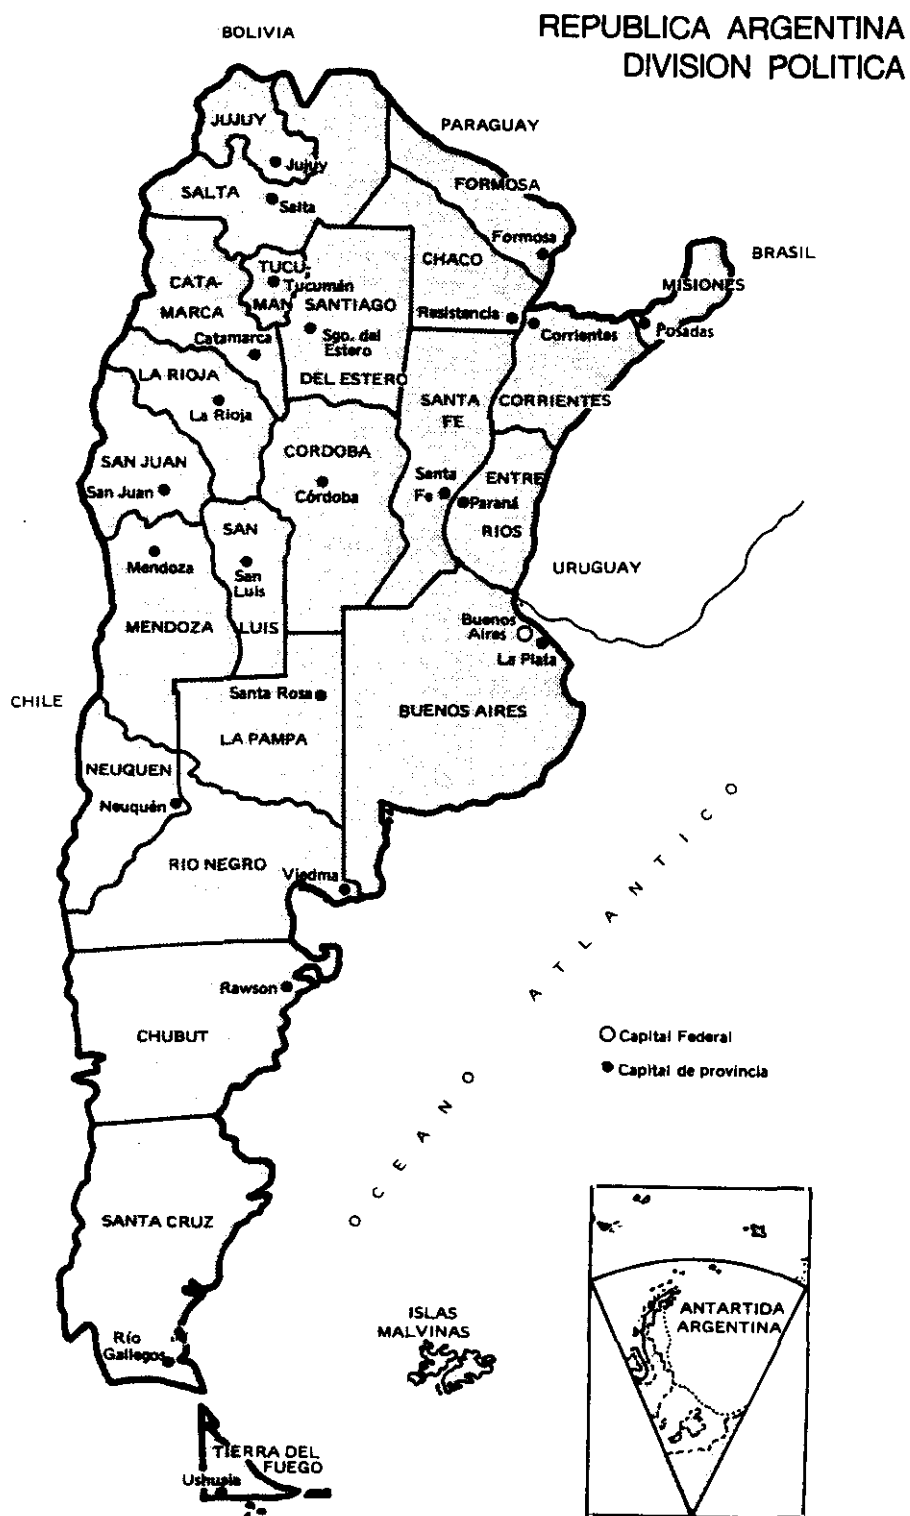 REPUBLICA ARGENTINA
DIVISION POLITICA
BOLIVIA
JUJUY
Jujuy
PARAGUAY
SALTA
Salta
FORMOSA
Formosa
CHACO
BRASIL
MISIONES
TUCU-
MAN
Tucumán
CATA-
MARCA
SANTIAGO
Resistencia
Corrientes
Posadas
Catamarca
Sgo. del
Estero
LA RIOJA
DEL ESTERO
La Rioja
SANTA
FE
CORRIENTES
SAN JUAN
CORDOBA
San Juan
Córdoba
Santa
Fe
ENTRE
Paraná
RIOS
SAN
Mendoza
San
Luis
URUGUAY
MENDOZA
LUIS
Buenos
Aires
La Plata
CHILE
Santa Rosa
BUENOS AIRES
LA PAMPA
NEUQUEN
Neuquén
RIO NEGRO
Viedma
OCEANO ATLANTICO
Rawson
CHUBUT
Capital Federal
Capital de provincia
SANTA CRUZ
ISLAS
MALVINAS
ANTARTIDA
ARGENTINA
Río
Gallegos
TIERRA DEL
FUEGO
Ushuaia